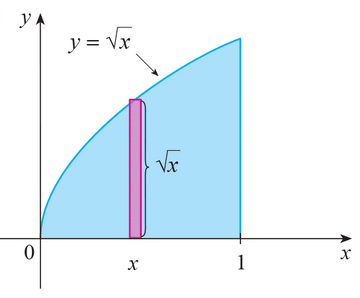 y
y = √x
√x
0
x
1
x